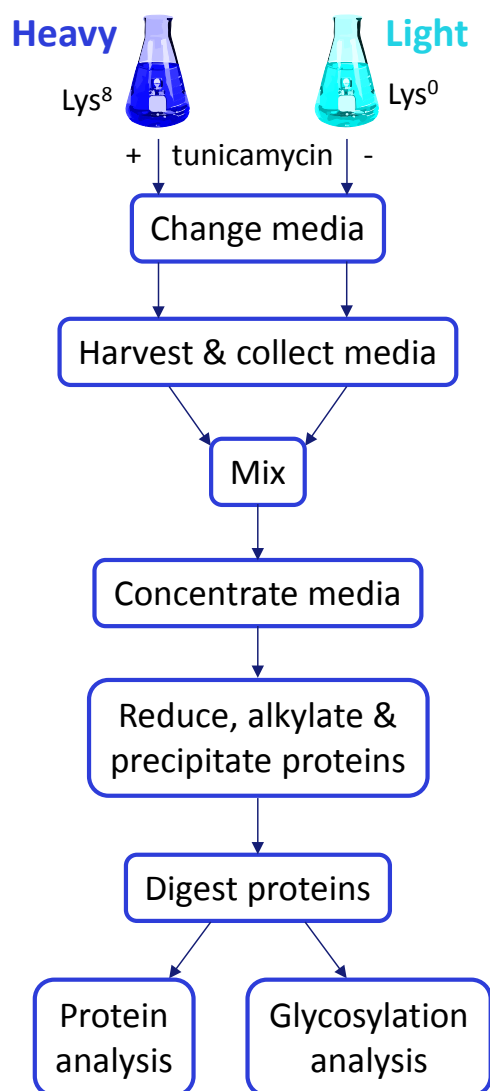 Heavy
Light
Lys⁸
Lys⁰
+ tunicamycin -
Change media
Harvest & collect media
Mix
Concentrate media
Reduce, alkylate &
precipitate proteins
Digest proteins
Protein
analysis
Glycosylation
analysis